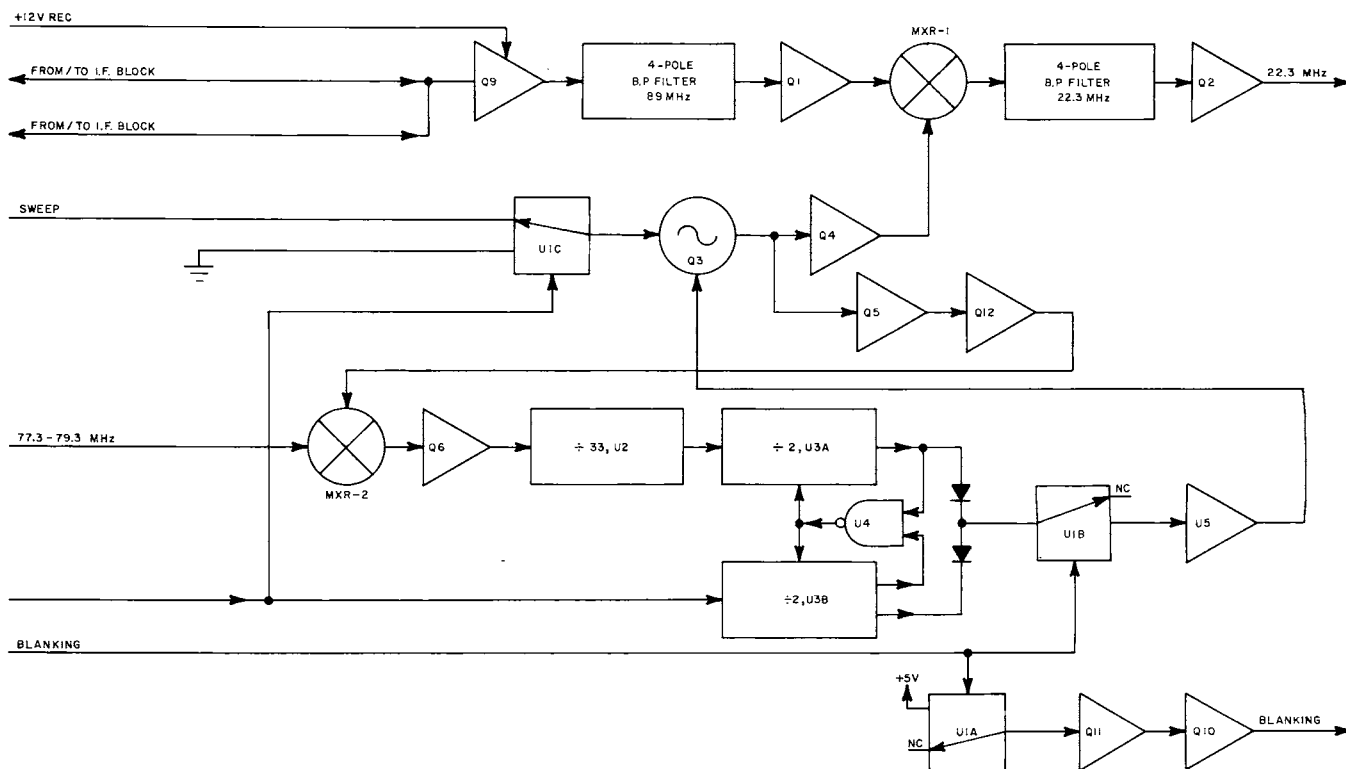 +12V REC
FROM/TO I.F. BLOCK
FROM/TO I.F. BLOCK
Q9
4-POLE
B.P FILTER
89MHz
Q1
MXR-1
4-POLE
B.P FILTER
22.3 MHz
Q2
22.3 MHz
SWEEP
U1C
Q3
Q4
Q5
Q12
77.3-79.3 MHz
MXR-2
Q6
÷ 33, U2
÷ 2, U3A
U4
÷2, U3B
NC
U1B
U5
BLANKING
+5V
NC
U1A
Q11
Q10
BLANKING